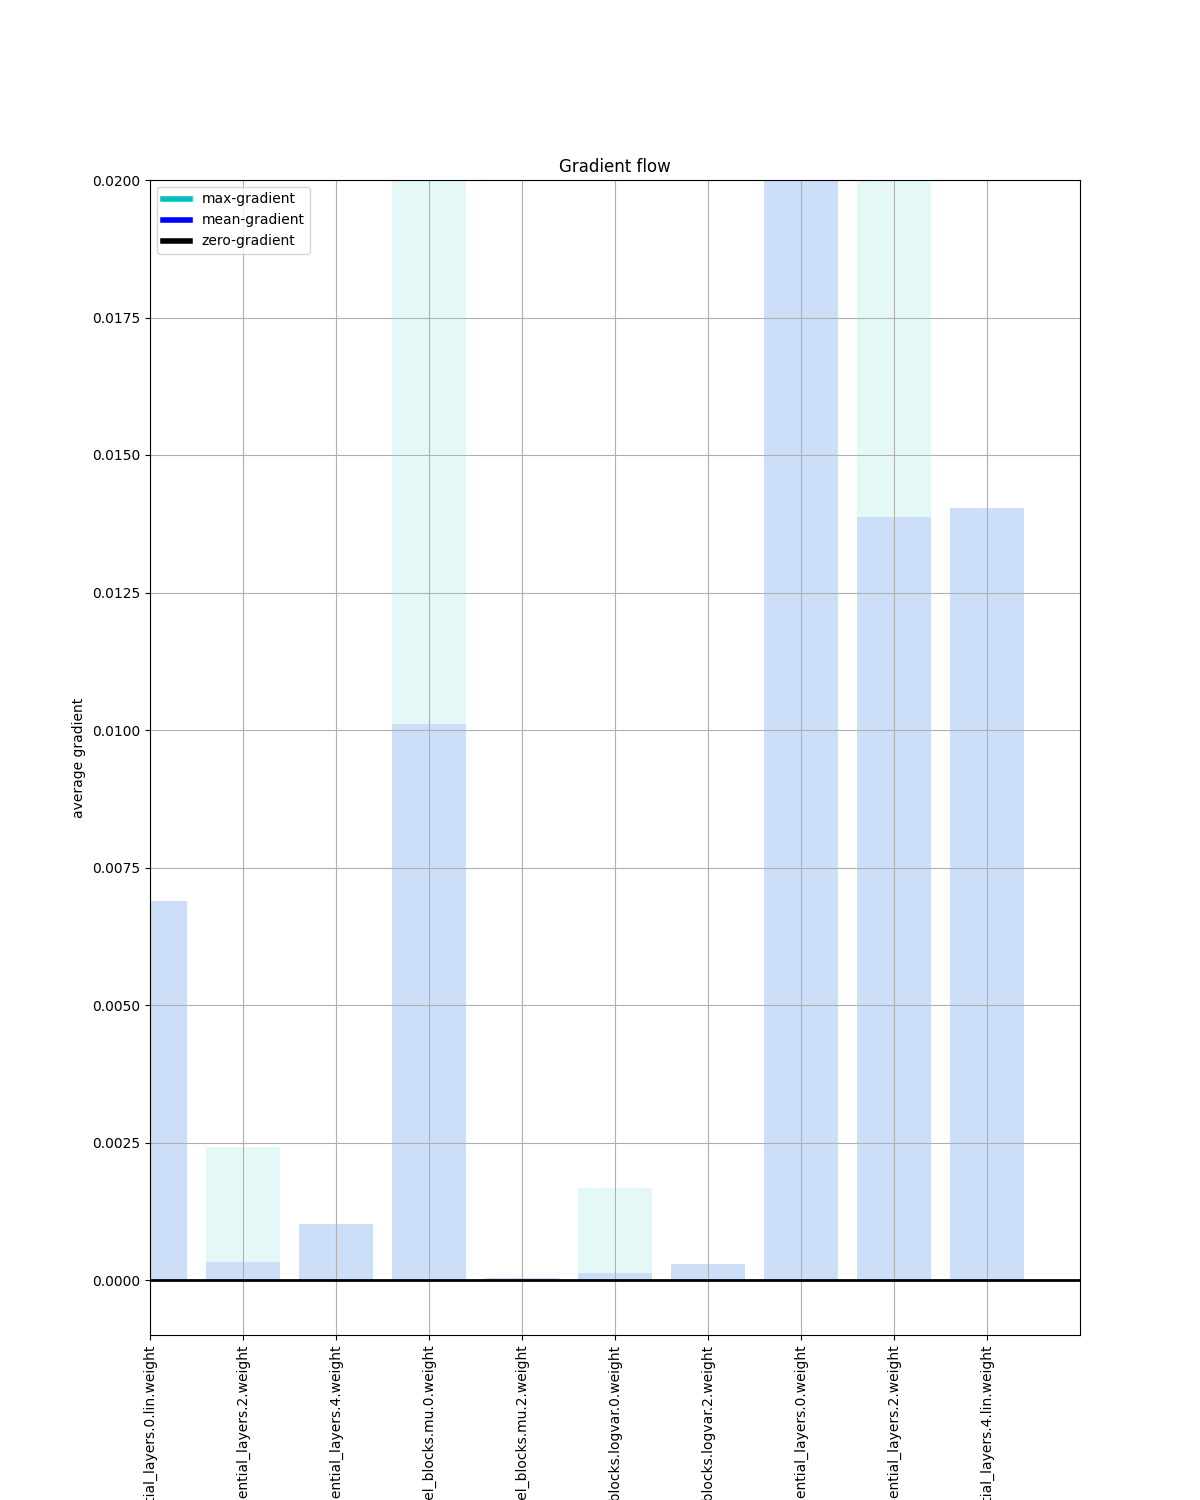 Gradient flow
max-gradient
mean-gradient
zero-gradient
0.0200
0.0175
0.0150
0.0125
0.0100
0.0075
0.0050
0.0025
0.0000
average gradient
tial_layers.0.lin.weight
ential_layers.2.weight
ential_layers.4.weight
el_blocks.mu.0.weight
el_blocks.mu.2.weight
blocks.logvar.0.weight
blocks.logvar.2.weight
ential_layers.0.weight
ential_layers.2.weight
tial_layers.4.lin.weight